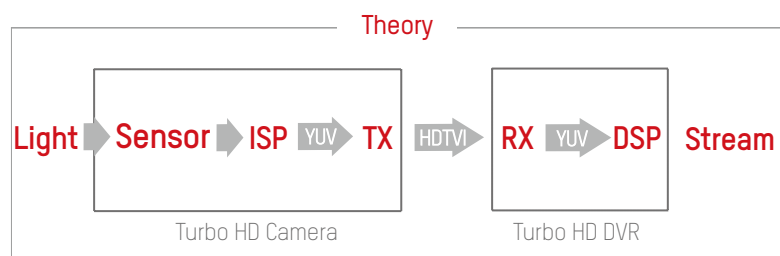 Theory
Light Sensor ISP YUV TX HDTVI RX YUV DSP Stream
Turbo HD Camera Turbo HD DVR